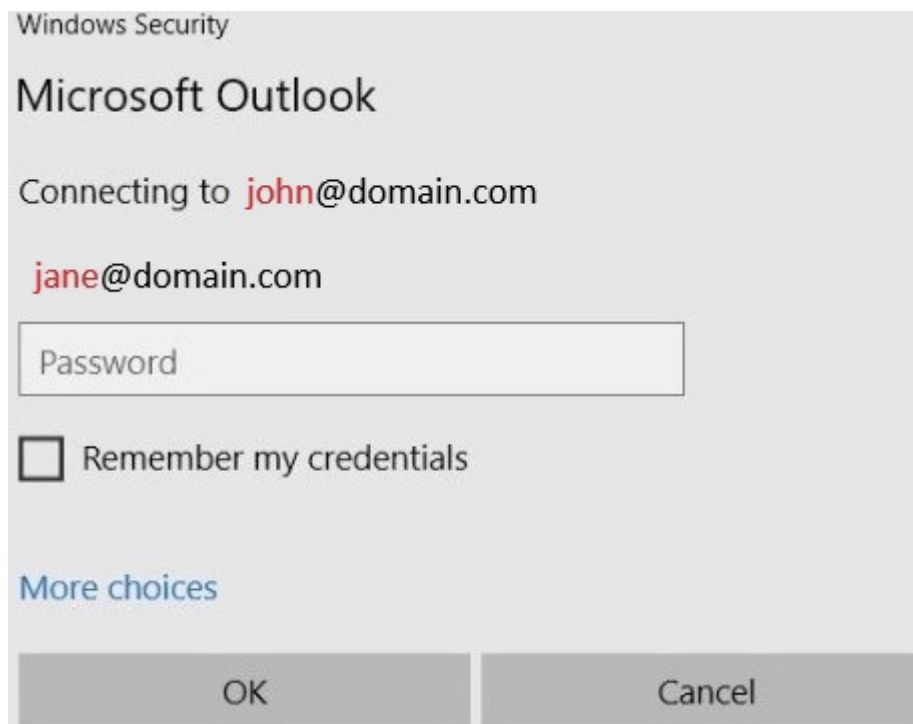 Windows Security
Microsoft Outlook
Connecting to john@domain.com
jane@domain.com
Password
Remember my credentials
More choices
OK Cancel